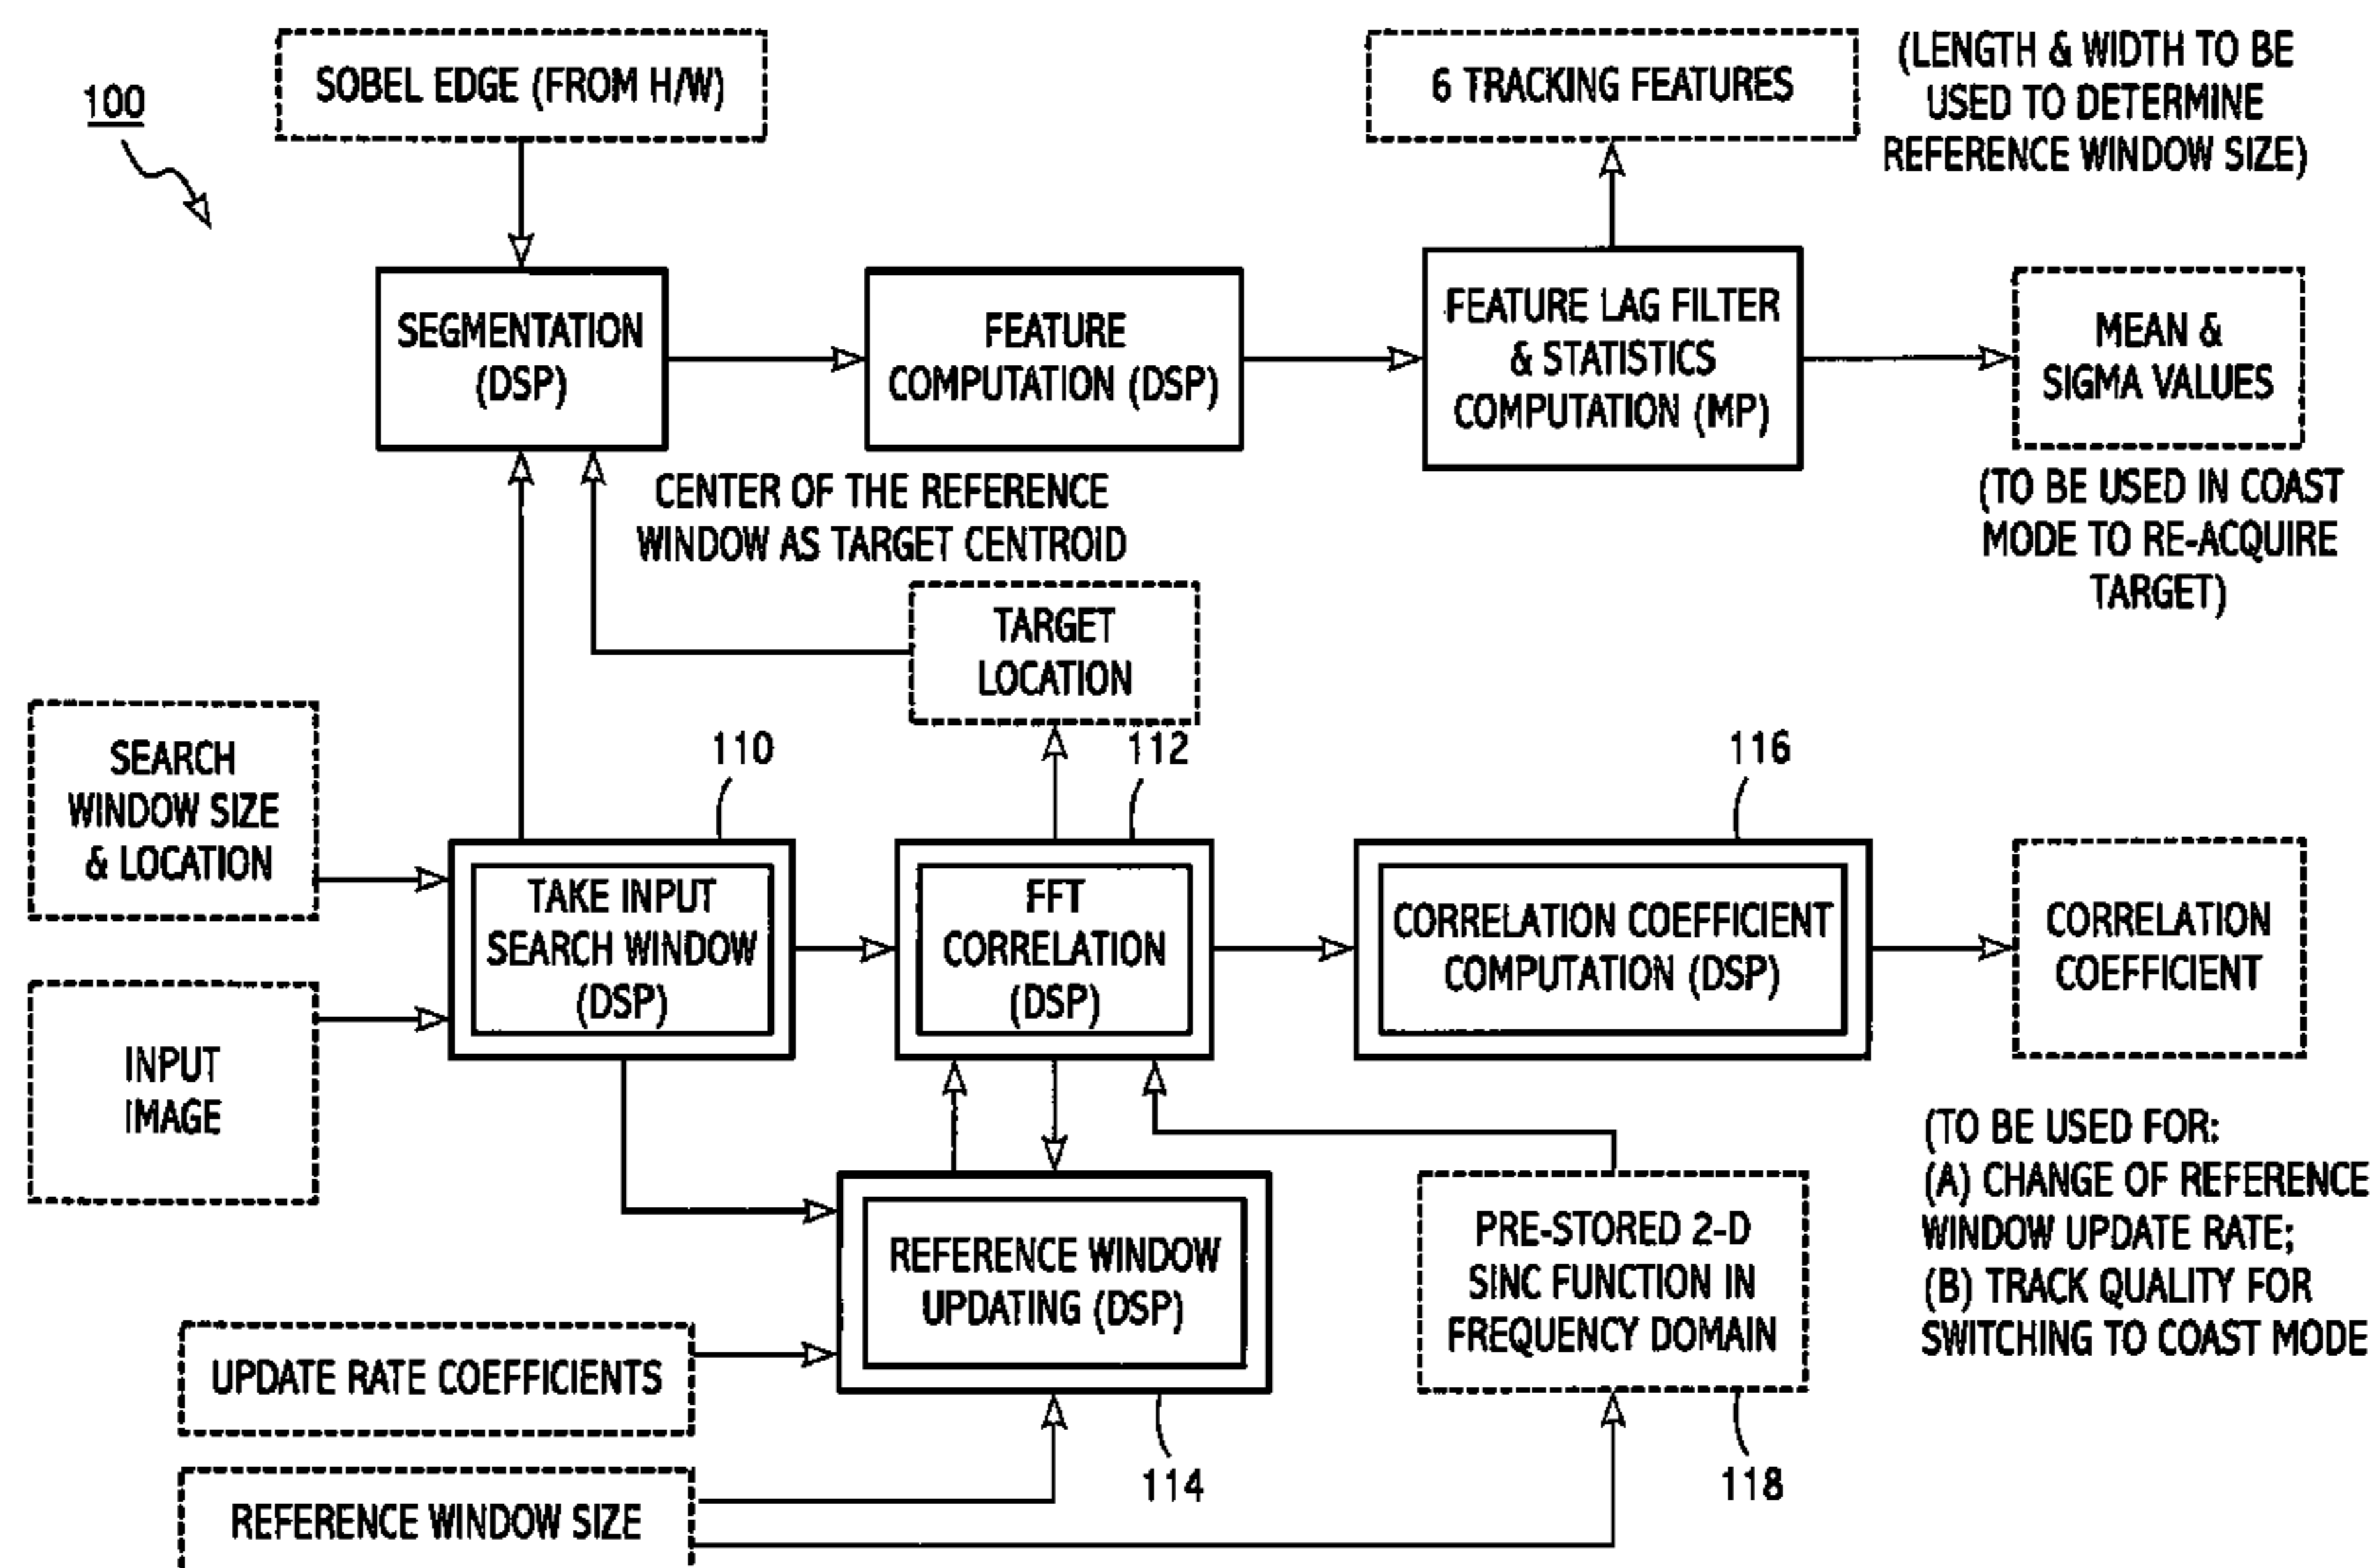 100
SOBEL EDGE (FROM H/W)
6 TRACKING FEATURES
(LENGTH & WIDTH TO BE
USED TO DETERMINE
REFERENCE WINDOW SIZE)
SEGMENTATION
(DSP)
FEATURE
COMPUTATION (DSP)
FEATURE LAG FILTER
& STATISTICS
COMPUTATION (MP)
MEAN &
SIGMA VALUES
(TO BE USED IN COAST
MODE TO RE-ACQUIRE
TARGET)
CENTER OF THE REFERENCE
WINDOW AS TARGET CENTROID
TARGET
LOCATION
SEARCH
WINDOW SIZE
& LOCATION
INPUT
IMAGE
110
TAKE INPUT
SEARCH WINDOW
(DSP)
112
FFT
CORRELATION
(DSP)
116
CORRELATION COEFFICIENT
COMPUTATION (DSP)
CORRELATION
COEFFICIENT
(TO BE USED FOR:
(A) CHANGE OF REFERENCE
WINDOW UPDATE RATE;
(B) TRACK QUALITY FOR
SWITCHING TO COAST MODE
REFERENCE WINDOW
UPDATING (DSP)
114
PRE-STORED 2-D
SINC FUNCTION IN
FREQUENCY DOMAIN
118
UPDATE RATE COEFFICIENTS
REFERENCE WINDOW SIZE